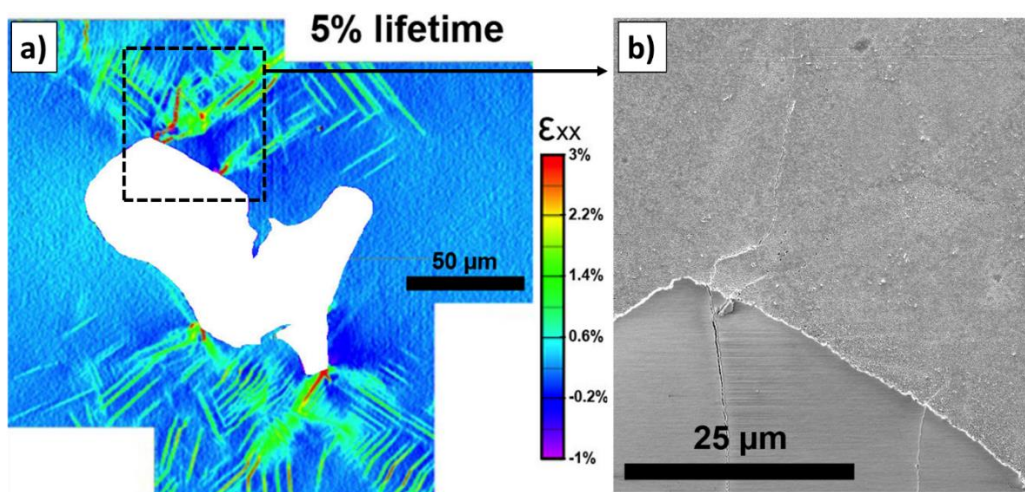 a)
5% lifetime
b)
εxx
3%
2.2%
1.4%
0.6%
-0.2%
-1%
50 µm
25 µm